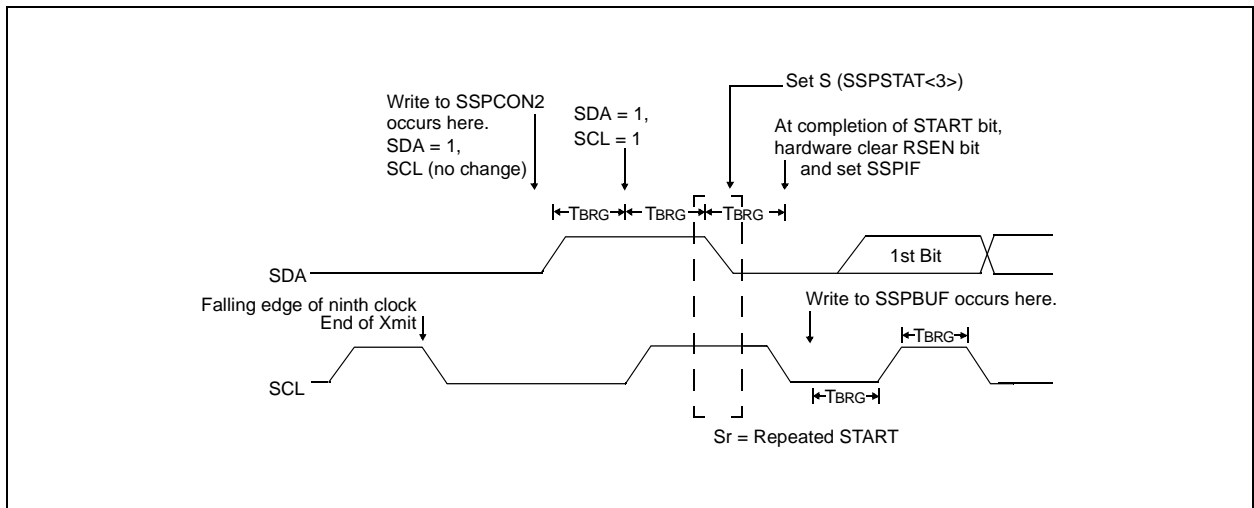 Set S (SSPSTAT<3>)
Write to SSPCON2
occurs here.
SDA = 1,
SCL (no change)
SDA = 1,
SCL = 1
At completion of START bit,
hardware clear RSEN bit
and set SSPIF
TBRG
TBRG
TBRG
SDA
1st Bit
Falling edge of ninth clock
End of Xmit
Write to SSPBUF occurs here.
TBRG
SCL
TBRG
Sr = Repeated START